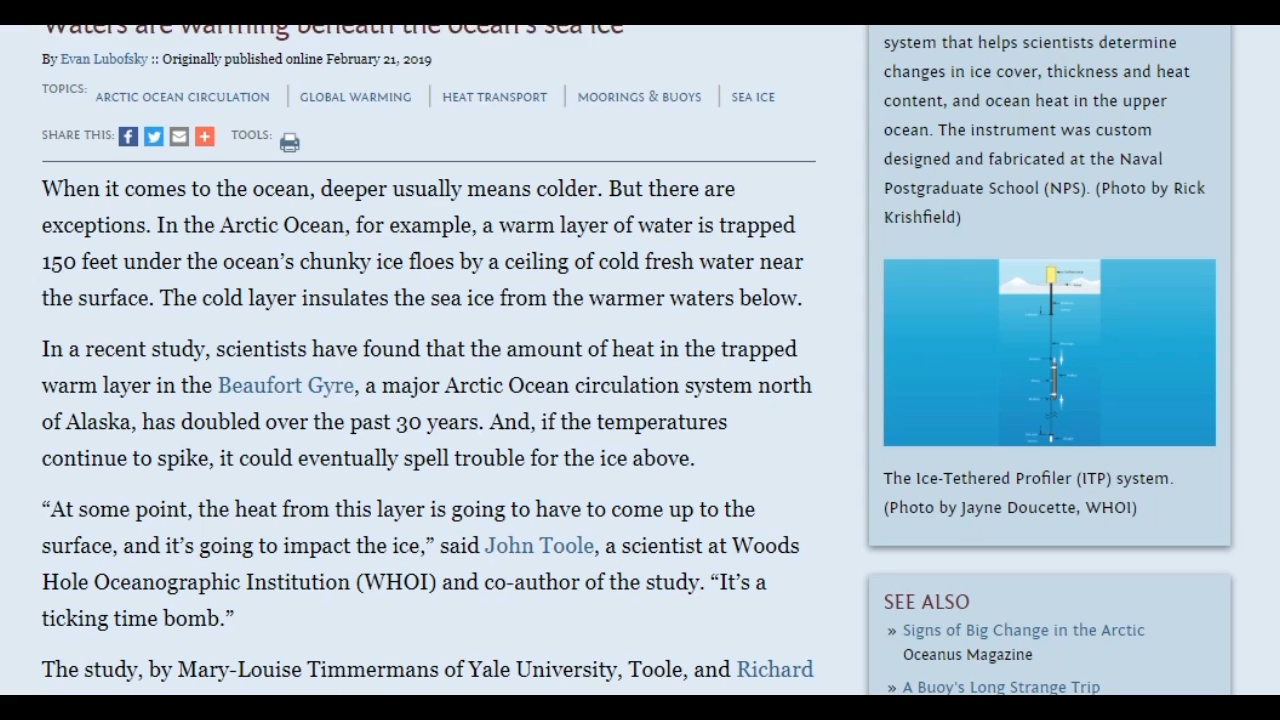 Waters are warming beneath the ocean's sea ice
By Evan Lubofsky :: Originally published online February 21, 2019
TOPICS: ARCTIC OCEAN CIRCULATION GLOBAL WARMING HEAT TRANSPORT MOORINGS & BUOYS SEA ICE
SHARE THIS: TOOLS:
When it comes to the ocean, deeper usually means colder. But there are
exceptions. In the Arctic Ocean, for example, a warm layer of water is trapped
150 feet under the ocean’s chunky ice floes by a ceiling of cold fresh water near
the surface. The cold layer insulates the sea ice from the warmer waters below.
In a recent study, scientists have found that the amount of heat in the trapped
warm layer in the Beaufort Gyre, a major Arctic Ocean circulation system north
of Alaska, has doubled over the past 30 years. And, if the temperatures
continue to spike, it could eventually spell trouble for the ice above.
“At some point, the heat from this layer is going to have to come up to the
surface, and it’s going to impact the ice,” said John Toole, a scientist at Woods
Hole Oceanographic Institution (WHOI) and co-author of the study. “It’s a
ticking time bomb.”
The study, by Mary-Louise Timmermans of Yale University, Toole, and Richard
system that helps scientists determine
changes in ice cover, thickness and heat
content, and ocean heat in the upper
ocean. The instrument was custom
designed and fabricated at the Naval
Postgraduate School (NPS). (Photo by Rick
Krishfield)
The Ice-Tethered Profiler (ITP) system.
(Photo by Jayne Doucette, WHOI)
SEE ALSO
» Signs of Big Change in the Arctic
Oceanus Magazine
» A Buoy's Long Strange Trip